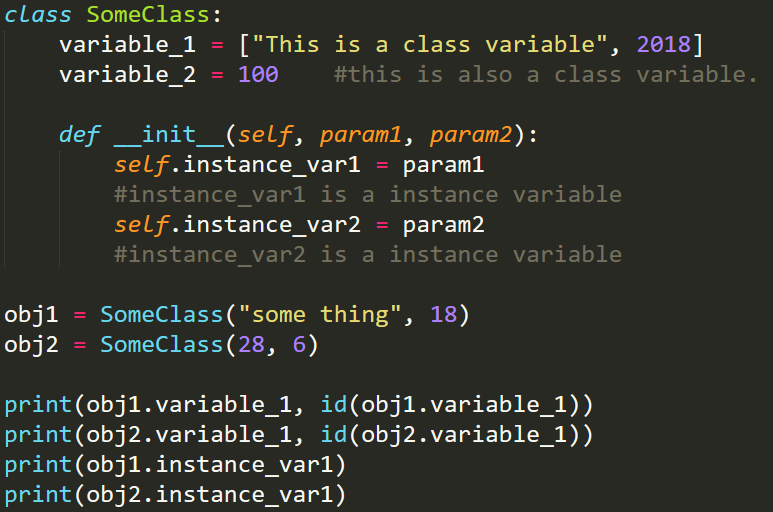 class SomeClass:
    variable_1 = ["This is a class variable", 2018]
    variable_2 = 100    #this is also a class variable.

    def __init__(self, param1, param2):
        self.instance_var1 = param1
        #instance_var1 is a instance variable
        self.instance_var2 = param2
        #instance_var2 is a instance variable

obj1 = SomeClass("some thing", 18)
obj2 = SomeClass(28, 6)

print(obj1.variable_1, id(obj1.variable_1))
print(obj2.variable_1, id(obj2.variable_1))
print(obj1.instance_var1)
print(obj2.instance_var1)